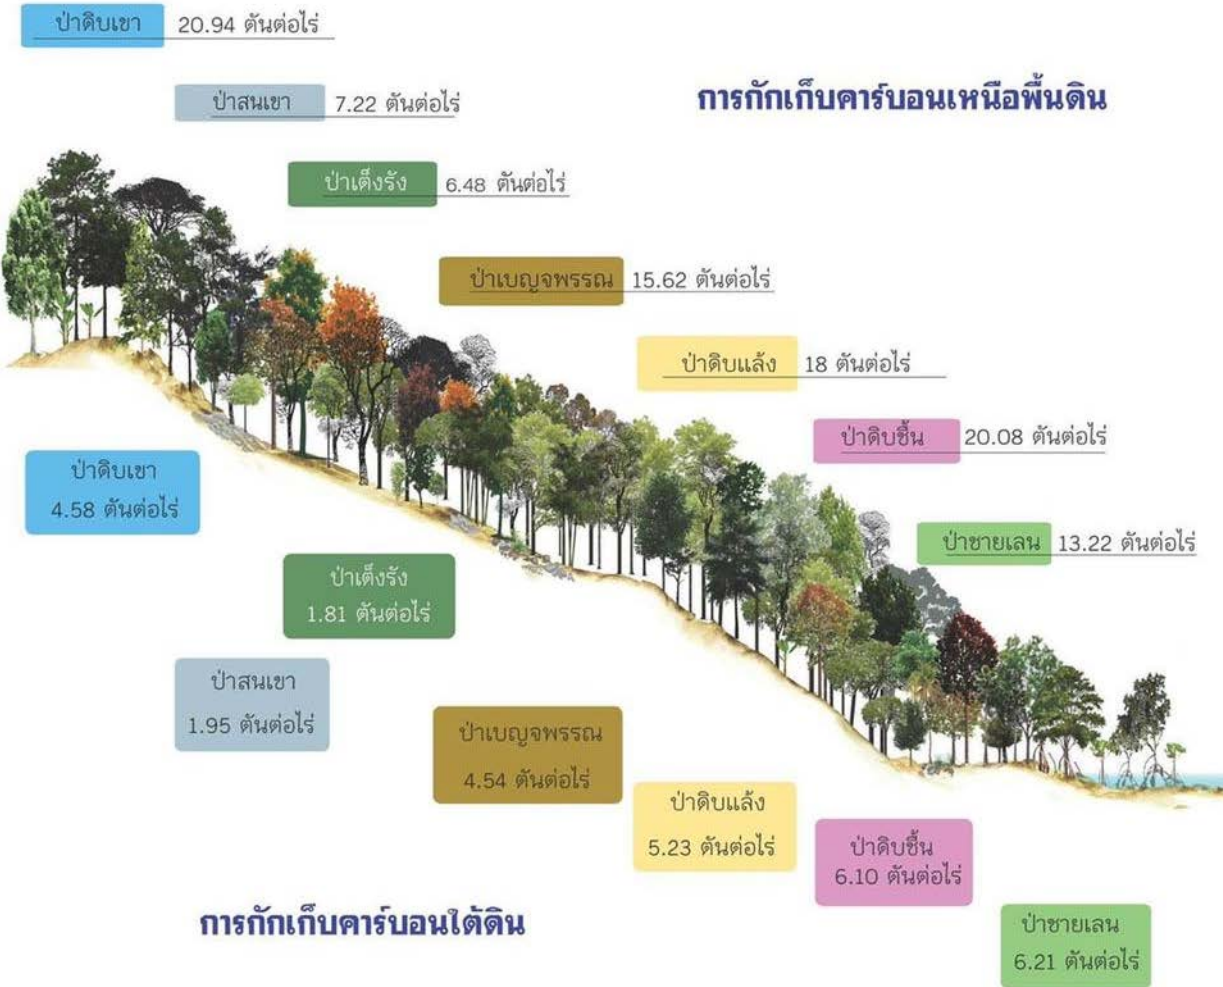 ป่าดิบเขา 20.94 ตันต่อไร่
ป่าสนเขา 7.22 ตันต่อไร่
การกักเก็บคาร์บอนเหนือพื้นดิน
ป่าเต็งรัง 6.48 ตันต่อไร่
ป่าเบญจพรรณ 15.62 ตันต่อไร่
ป่าดิบแล้ง 18 ตันต่อไร่
ป่าดิบชื้น 20.08 ตันต่อไร่
ป่าชายเลน 13.22 ตันต่อไร่
ป่าดิบเขา
4.58 ตันต่อไร่
ป่าเต็งรัง
1.81 ตันต่อไร่
ป่าสนเขา
1.95 ตันต่อไร่
ป่าเบญจพรรณ
4.54 ตันต่อไร่
ป่าดิบแล้ง
5.23 ตันต่อไร่
ป่าดิบชื้น
6.10 ตันต่อไร่
การกักเก็บคาร์บอนใต้ดิน
ป่าชายเลน
6.21 ตันต่อไร่